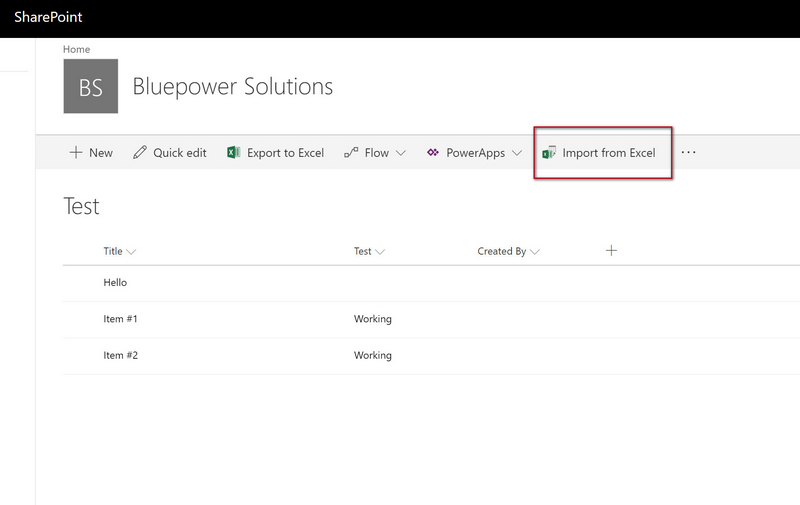 SharePoint
Home
BS Bluepower Solutions
New Quick edit Export to Excel Flow PowerApps Import from Excel ...
Test
Title Test Created By
Hello
Item #1 Working
Item #2 Working